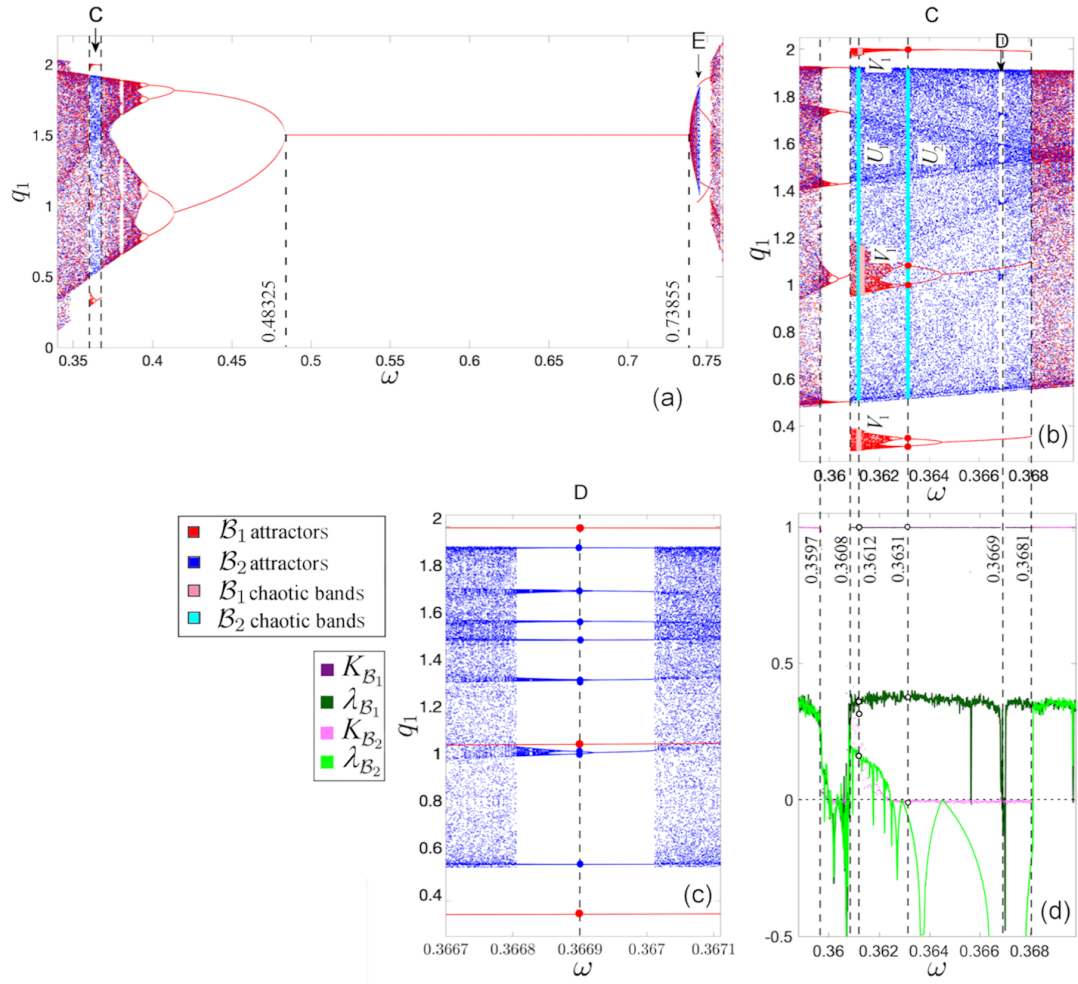 C
E
2
1.5
q₁
1
0.5
0
0.48325
0.73855
0.35
0.4
0.45
0.5
0.55
0.6
0.65
0.7
0.75
ω
(a)
C
D
2
1.8
1.6
1.4
1.2
q₁
1
0.8
0.6
0.4
V₁
U₁
U₂
V₁
V₁
(b)
0.36
0.362
0.364
0.366
0.368
ω
B₁ attractors
B₂ attractors
B₁ chaotic bands
B₂ chaotic bands
K_B₁
λ_B₁
K_B₂
λ_B₂
D
2
1.8
1.6
1.4
1.2
q₁
1
0.8
0.6
0.4
(c)
0.3667
0.3668
0.3669
0.367
0.3671
ω
1
0.5
0
-0.5
0.3597
0.3608
0.3612
0.3631
0.3669
0.3681
(d)
0.36
0.362
0.364
0.366
0.368
ω